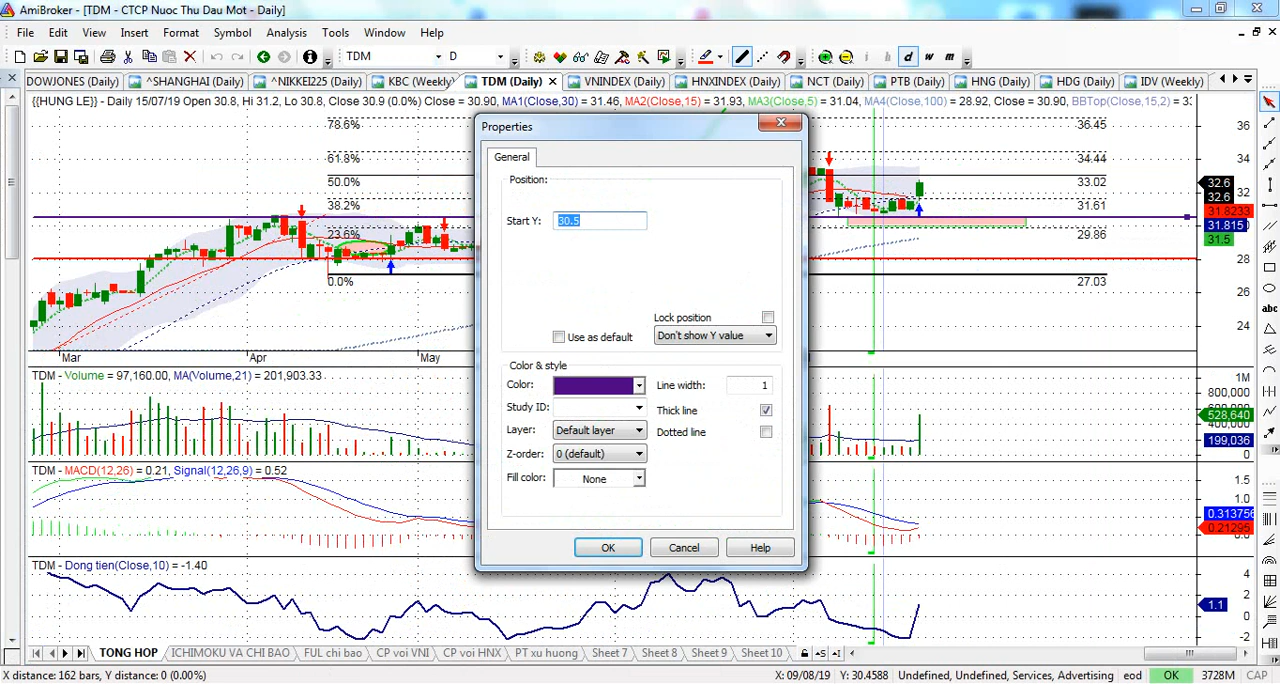 AmiBroker - [TDM - CTCP Nuoc Thu Dau Mot - Daily]
File Edit View Insert Format Symbol Analysis Tools Window Help
TDM D i h d w m
DOWJONES (Daily) ^SHANGHAI (Daily) ^NIKKEI225 (Daily) KBC (Weekly) TDM (Daily) VNINDEX (Daily) HNXINDEX (Daily) NCT (Daily) PTB (Daily) HNG (Daily) HDG (Daily) IDV (Weekly)
{{HUNG LE}} - Daily 15/07/19 Open 30.8, Hi 31.2, Lo 30.8, Close 30.9 (0.0%) Close = 30.90, MA1(Close,30) = 31.46, MA2(Close,15) = 31.93, MA3(Close,5) = 31.04, MA4(Close,100) = 28.92, Close = 30.90, BBTop(Close,15,2) = 3
78.6% 36.45 36
61.8% 34.44 34
50.0% 33.02 32.6
38.2% 31.61 32.6
31.8233
31.815
23.6% 29.86 31.5
28
0.0% 27.03
26
24
Mar Apr May
Properties
General
Position:
Start Y: 30.5
Lock position
Use as default Don't show Y value
Color & style
Color: Line width: 1
Study ID: Thick line
Layer: Default layer Dotted line
Z-order: 0 (default)
Fill color: None
OK Cancel Help
TDM - Volume = 97,160.00, MA(Volume,21) = 201,903.33
1M
800,000
528,640
400,000
199,036
TDM - MACD(12,26) = 0.21, Signal(12,26,9) = 0.52
1.5
1.0
0.313756
0.21295
TDM - Dong tien(Close,10) = -1.40
4
2
1.1
0
-2
TONG HOP ICHIMOKU VA CHI BAO FUL chi bao CP voi VNI CP voi HNX PT xu huong Sheet 7 Sheet 8 Sheet 9 Sheet 10
X distance: 162 bars, Y distance: 0 (0.00%) X: 09/08/19 Y: 30.4588 Undefined, Undefined, Services, Advertising eod OK 3728M CAP
abc